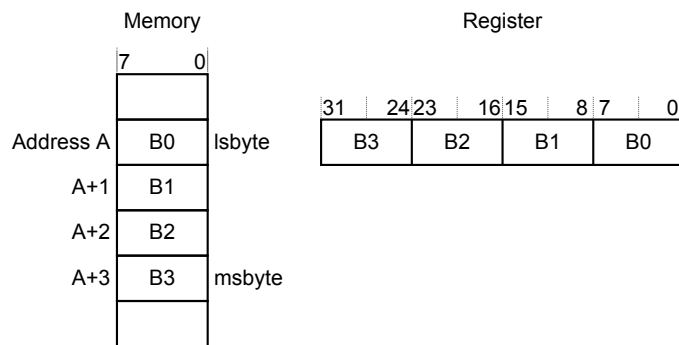 Memory Register
7 0
31 24 23 16 15 8 7 0
Address A B0 lsbyte B3 B2 B1 B0
A+1 B1
A+2 B2
A+3 B3 msbyte